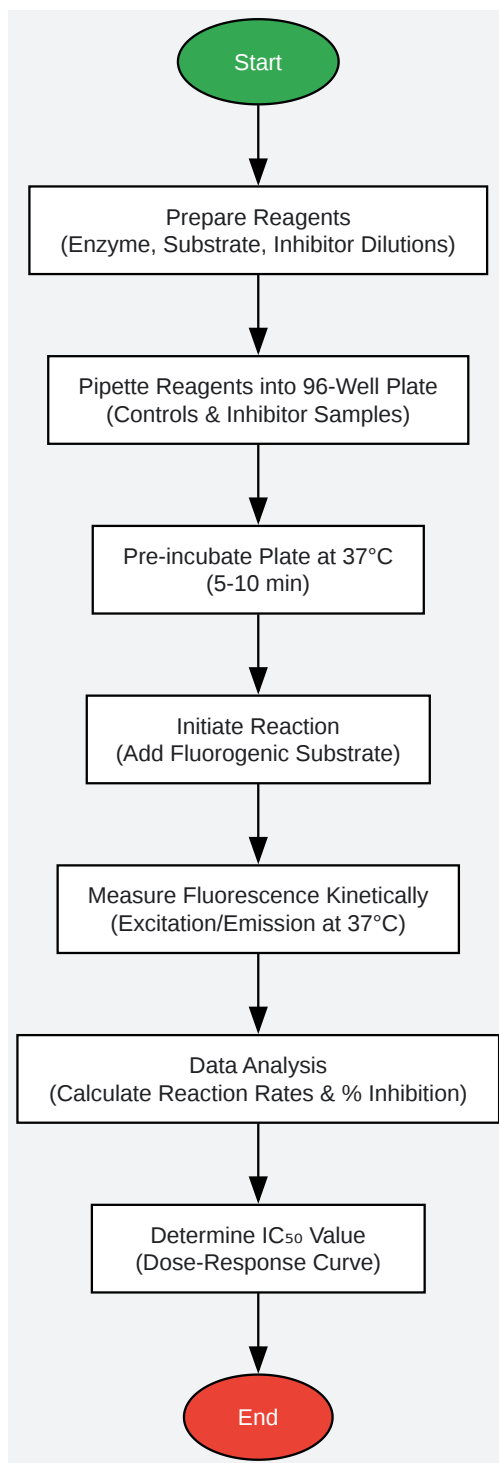 Start
Prepare Reagents
(Enzyme, Substrate, Inhibitor Dilutions)
Pipette Reagents into 96-Well Plate
(Controls & Inhibitor Samples)
Pre-incubate Plate at 37°C
(5-10 min)
Initiate Reaction
(Add Fluorogenic Substrate)
Measure Fluorescence Kinetically
(Excitation/Emission at 37°C)
Data Analysis
(Calculate Reaction Rates & % Inhibition)
Determine IC₅₀ Value
(Dose-Response Curve)
End